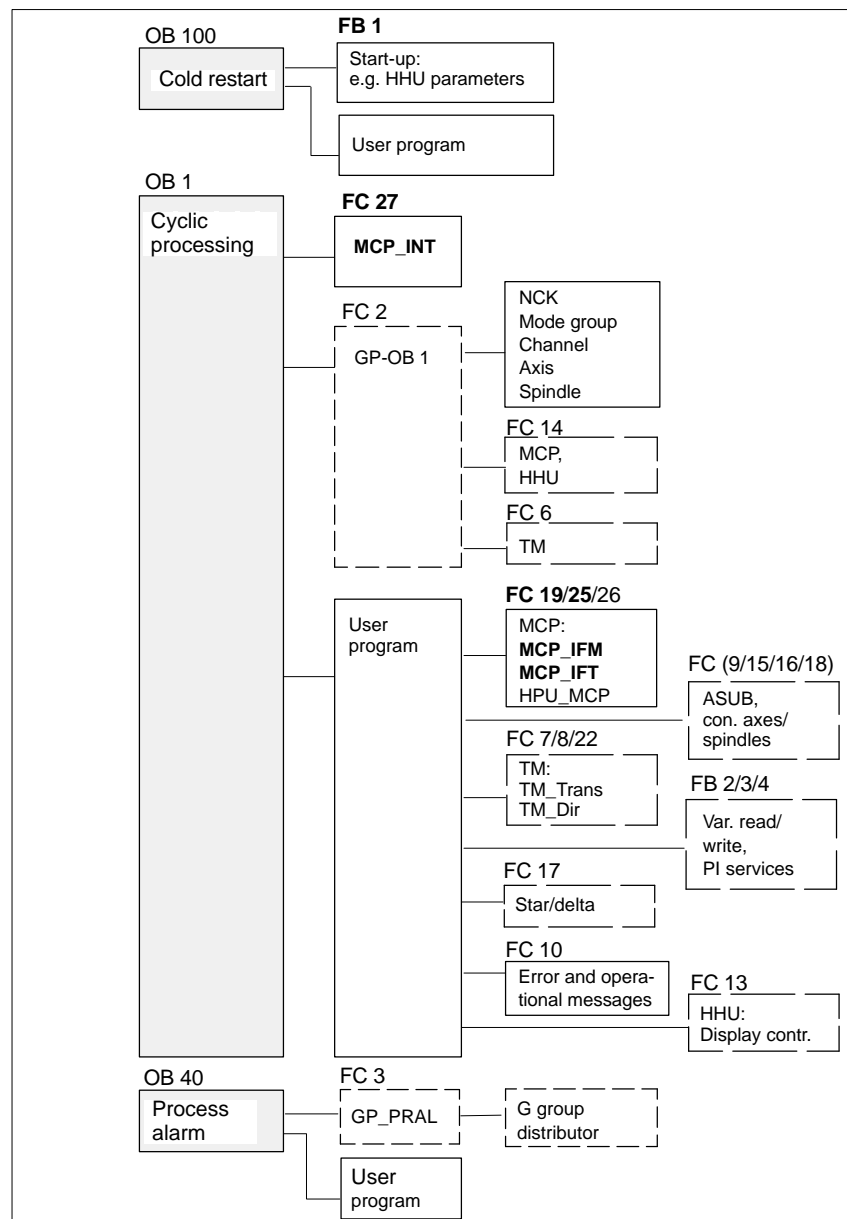 OB 100
Cold restart
FB 1
Start-up:
e.g. HHU parameters
User program
OB 1
Cyclic
processing
FC 27
MCP_INT
FC 2
GP-OB 1
NCK
Mode group
Channel
Axis
Spindle
FC 14
MCP,
HHU
FC 6
TM
User
program
FC 19/25/26
MCP:
MCP_IFM
MCP_IFT
HPU_MCP
FC (9/15/16/18)
ASUB,
con. axes/
spindles
FC 7/8/22
TM:
TM_Trans
TM_Dir
FB 2/3/4
Var. read/
write,
PI services
FC 17
Star/delta
FC 10
Error and opera-
tional messages
FC 13
HHU:
Display contr.
OB 40
Process
alarm
FC 3
GP_PRAL
G group
distributor
User
program